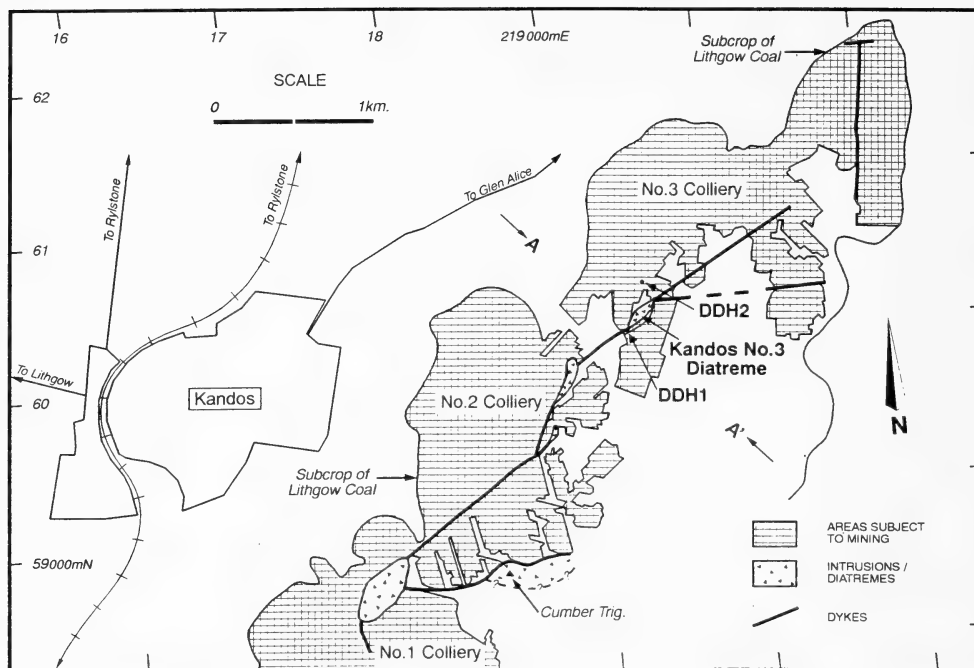 16
17
18
219000mE
Subcrop of
Lithgow Coal
SCALE
0
1km.
62
To Rylstone
To Rylstone
To Glen Alice
No.3 Colliery
61
A
DDH2
Kandos No.3
Diatreme
DDH1
To Lithgow
60
Kandos
No.2 Colliery
A'
N
Subcrop of
Lithgow Coal
59000mN
AREAS SUBJECT
TO MINING
INTRUSIONS /
DIATREMES
DYKES
Cumber Trig.
No.1 Colliery